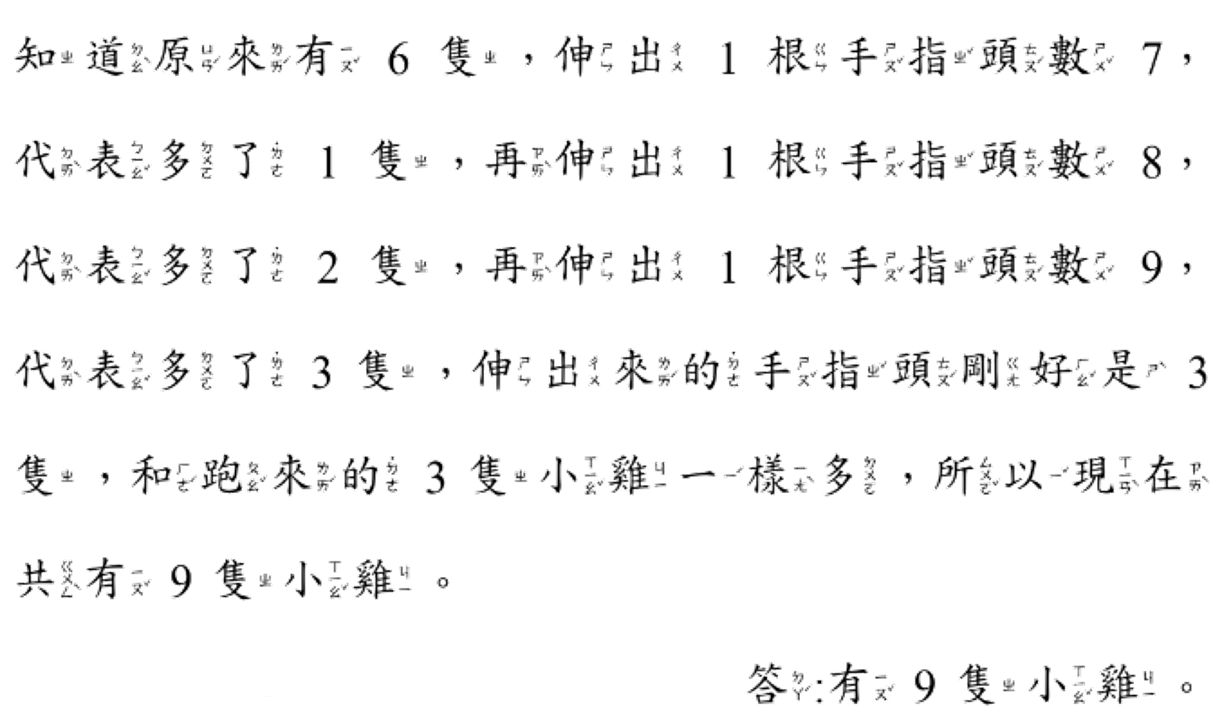 知道原來有 6 隻，伸出 1 根手指頭數 7，
代表多了 1 隻，再伸出 1 根手指頭數 8，
代表多了 2 隻，再伸出 1 根手指頭數 9，
代表多了 3 隻，伸出來的手指頭剛好是 3
隻，和跑來的 3 隻小雞一樣多，所以現在
共有 9 隻小雞。
答:有 9 隻小雞。